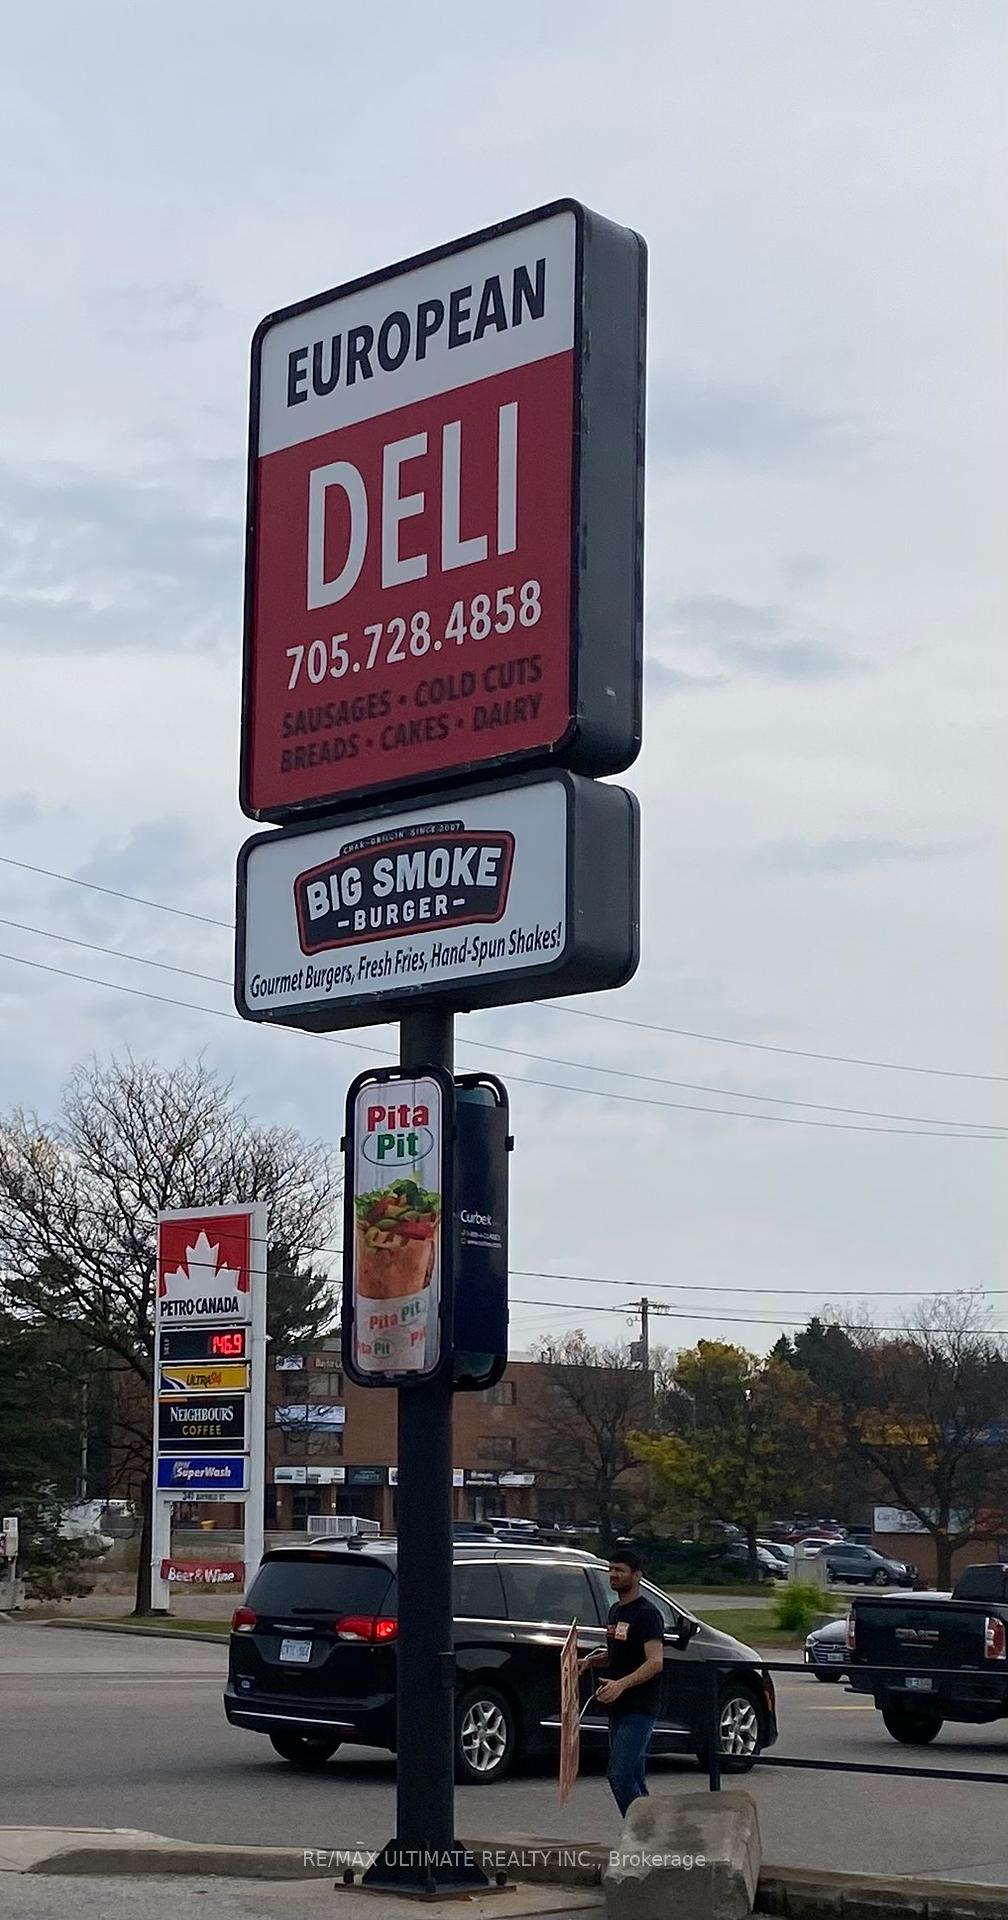 EUROPEAN
DELI
705.728.4858
SAUSAGES • COLD CUTS
BREADS • CAKES • DAIRY
CHAR-GRILLIN' SINCE 2007
BIG SMOKE
-BURGER-
Gourmet Burgers, Fresh Fries, Hand-Spun Shakes!
Pita
Pit
Pita Pit
Curbex
PETRO-CANADA
146.9
ULTRA94
NEIGHBOURS
COFFEE
SuperWash
Beer & Wine
GMC
RE/MAX ULTIMATE REALTY INC., Brokerage